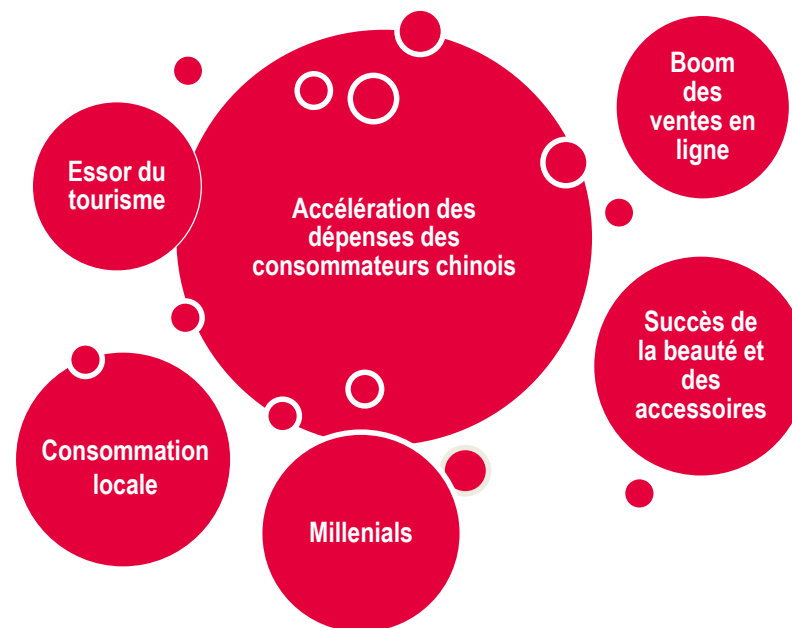 Boom
des
ventes en
ligne
Essor du
tourisme
Accélération des
dépenses des
consommateurs chinois
Succès de
la beauté et
des
accessoires
Consommation
locale
Millenials